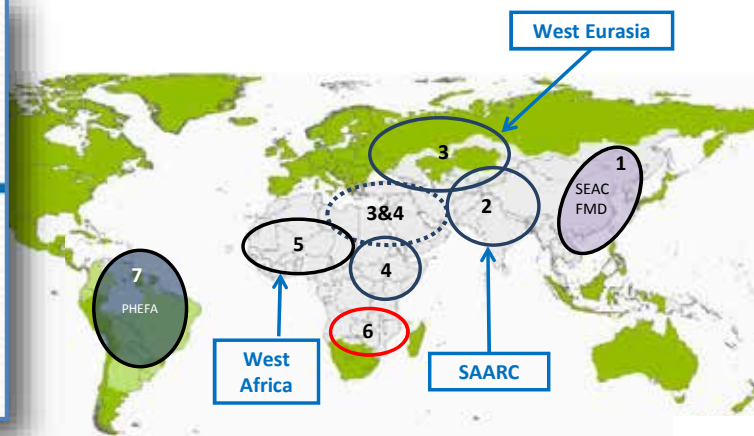 West Eurasia
3
1
SEAC
FMD
2
3&4
5
4
7
PHEFA
6
West
Africa
SAARC